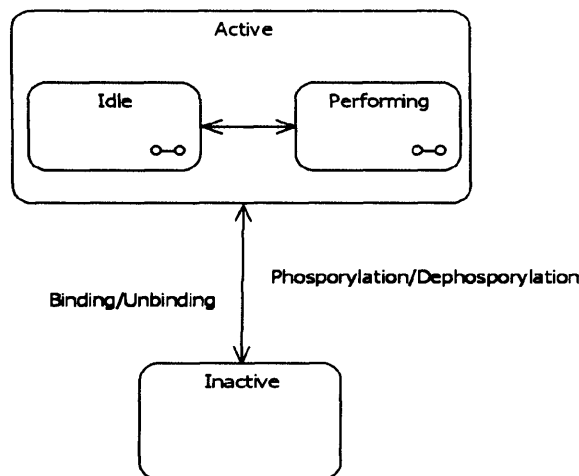 Active
Idle
Performing
Phosporylation/Dephosporylation
Binding/Unbinding
Inactive